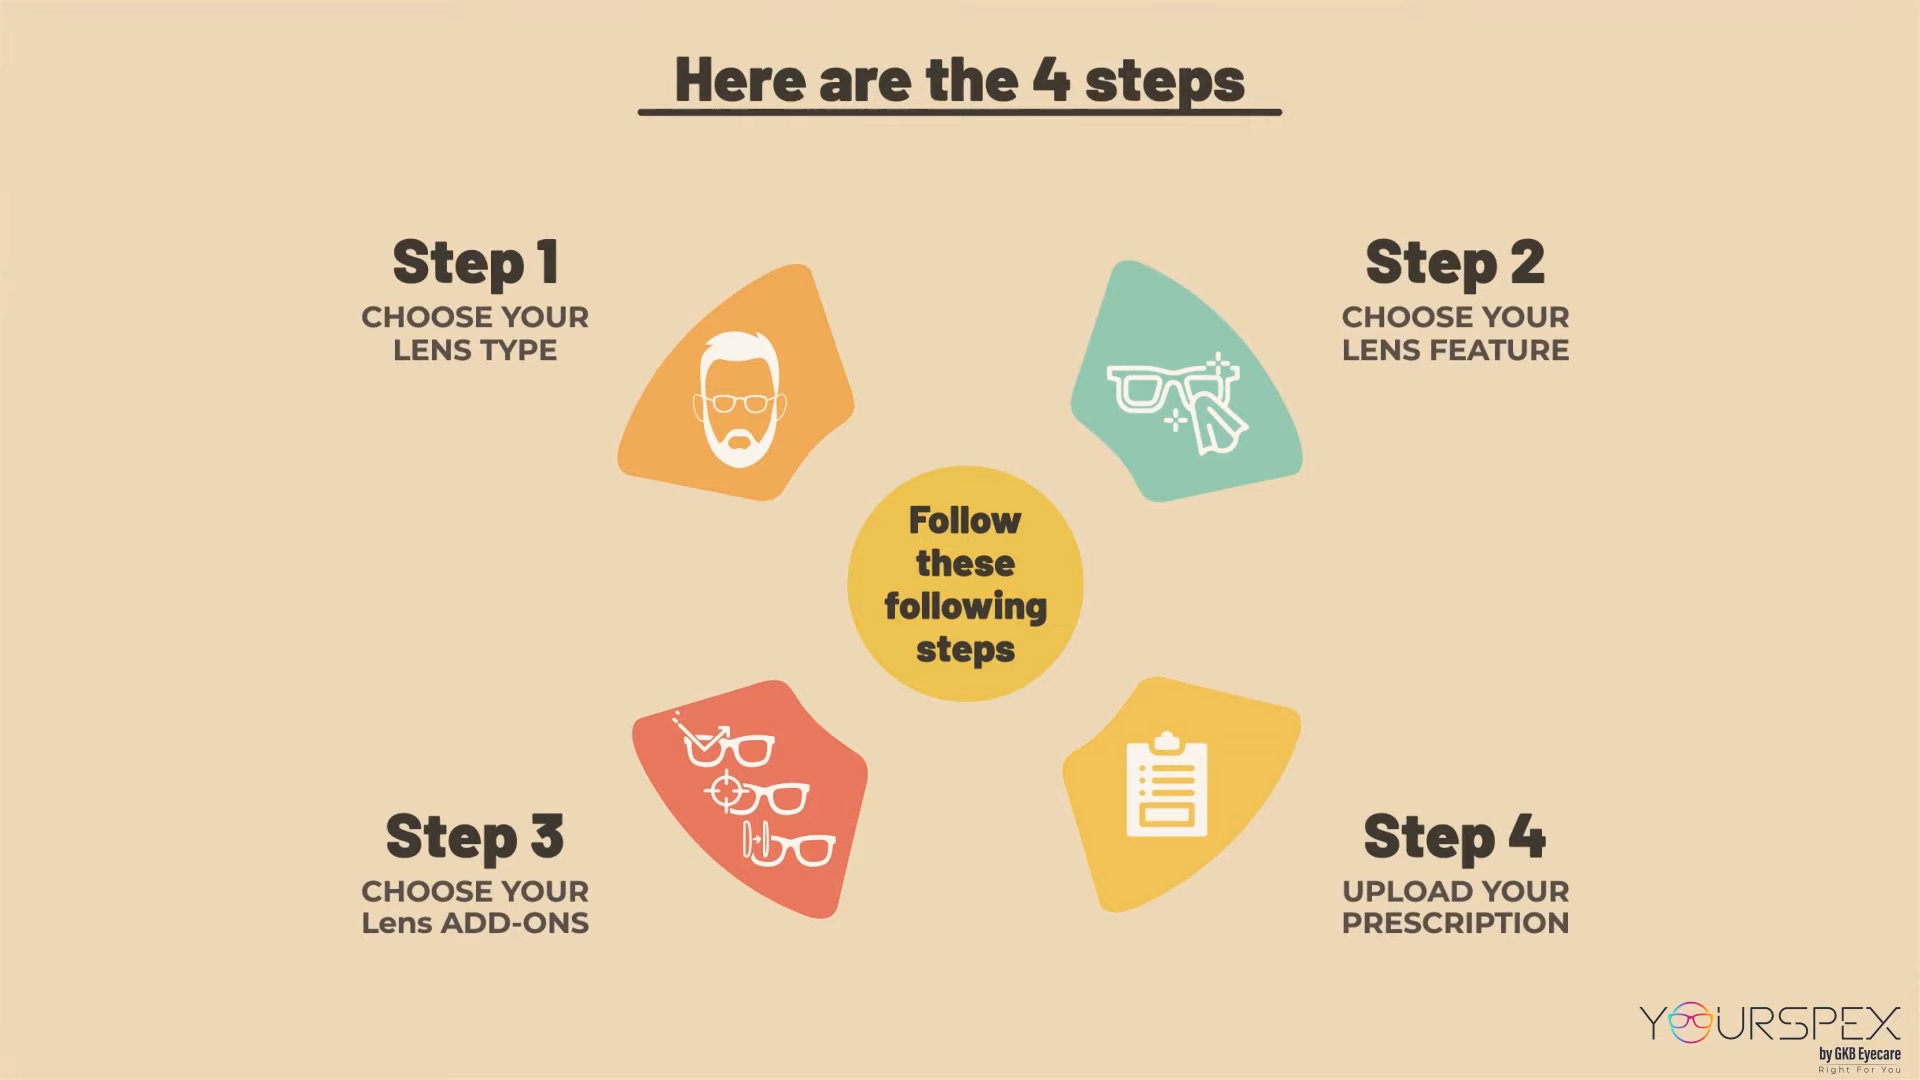 Here are the 4 steps
Step 1
CHOOSE YOUR
LENS TYPE
Step 2
CHOOSE YOUR
LENS FEATURE
Follow
these
following
steps
Step 3
CHOOSE YOUR
Lens ADD-ONS
Step 4
UPLOAD YOUR
PRESCRIPTION
YOURSPEX
by GKB Eyecare
Right For You